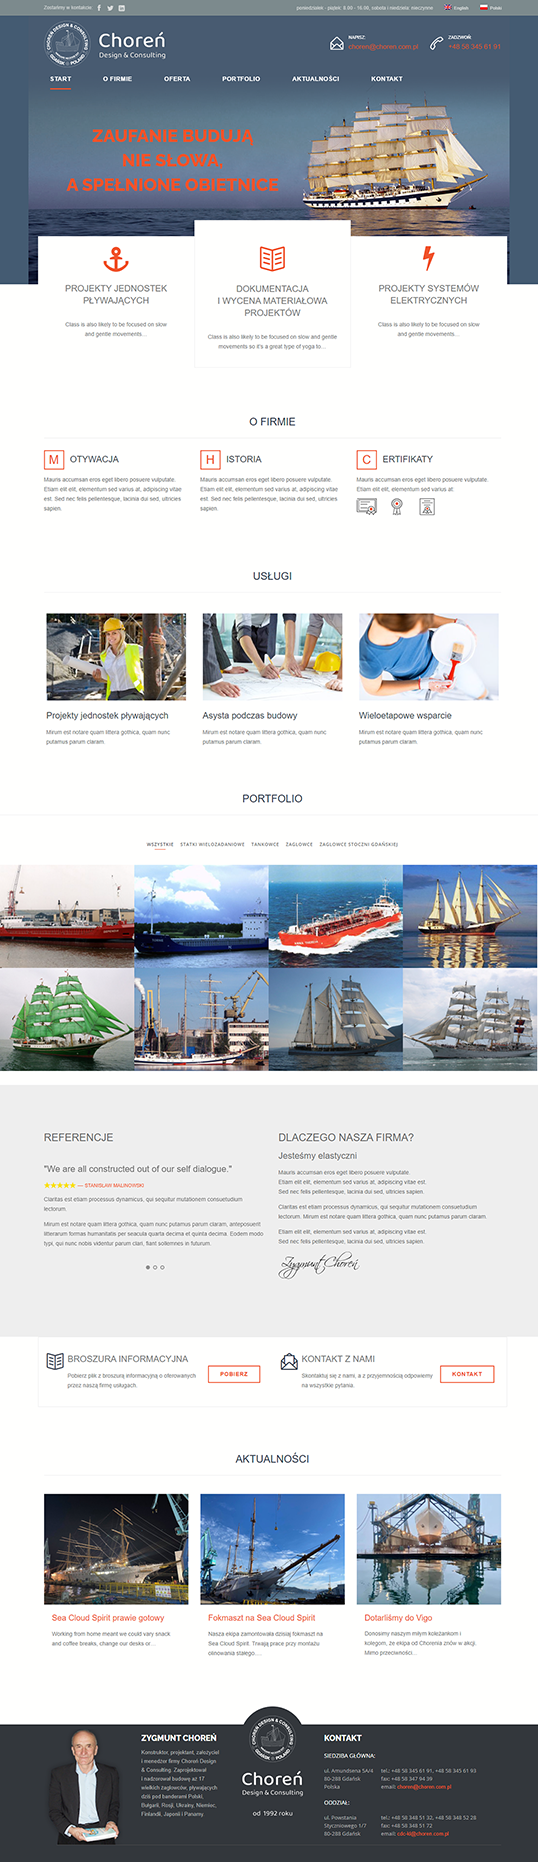 Zostańmy w kontakcie:
poniedziałek - piątek: 8.00 - 16.00, sobota i niedziela: nieczynne
English
Polski
CHOREŃ DESIGN & CONSULTING
GDAŃSK POLAND
Choreń
Design & Consulting
NAPISZ:
choren@choren.com.pl
ZADZWOŃ:
+48 58 345 61 91
START O FIRMIE OFERTA PORTFOLIO AKTUALNOŚCI KONTAKT
ZAUFANIE BUDUJĄ
NIE SŁOWA,
A SPEŁNIONE OBIETNICE
PROJEKTY JEDNOSTEK
PŁYWAJĄCYCH
Class is also likely to be focused on slow
and gentle movements...
DOKUMENTACJA
I WYCENA MATERIAŁOWA
PROJEKTÓW
Class is also likely to be focused on slow and gentle
movements so it's a great type of yoga to...
PROJEKTY SYSTEMÓW
ELEKTRYCZNYCH
Class is also likely to be focused on slow
and gentle movements...
O FIRMIE
M OTYWACJA
Mauris accumsan eros eget libero posuere vulputate.
Etiam elit elit, elementum sed varius at, adipiscing vitae
est. Sed nec felis pellentesque, lacinia dui sed, ultricies
sapien.
H ISTORIA
Mauris accumsan eros eget libero posuere vulputate.
Etiam elit elit, elementum sed varius at, adipiscing vitae
est. Sed nec felis pellentesque, lacinia dui sed, ultricies
sapien.
C ERTIFIKATY
Mauris accumsan eros eget libero posuere vulputate.
Etiam elit elit, elementum sed varius at
USŁUGI
Projekty jednostek pływających
Mirum est notare quam littera gothica, quam nunc
putamus parum claram.
Asysta podczas budowy
Mirum est notare quam littera gothica, quam nunc
putamus parum claram.
Wieloetapowe wsparcie
Mirum est notare quam littera gothica, quam nunc
putamus parum claram.
PORTFOLIO
WSZYSTKIE STATKI WIELOZADANIOWE TANKOWCE ŻAGLOWCE ŻAGLOWCE STOCZNI GDAŃSKIEJ
REFERENCJE
"We are all constructed out of our self dialogue."
— STANISŁAW MALINOWSKI
Claritas est etiam processus dynamicus, qui sequitur mutationem consuetudium
lectorum.
Mirum est notare quam littera gothica, quam nunc putamus parum claram, anteposuerit
litterarum formas humanitatis per seacula quarta decima et quinta decima. Eodem modo
typi, qui nunc nobis videntur parum clari, fiant sollemnes in futurum.
DLACZEGO NASZA FIRMA?
Jesteśmy elastyczni
Mauris accumsan eros eget libero posuere vulputate.
Etiam elit elit, elementum sed varius at, adipiscing vitae est.
Sed nec felis pellentesque, lacinia dui sed, ultricies sapien.
Claritas est etiam processus dynamicus, qui sequitur mutationem consuetudium lectorum.
Mirum est notare quam littera gothica, quam nunc putamus parum claram.
Etiam elit elit, elementum sed varius at, adipiscing vitae est.
Sed nec felis pellentesque, lacinia dui sed, ultricies sapien.
Zygmunt Choreń
BROSZURA INFORMACYJNA
Pobierz plik z broszurą informacyjną o oferowanych
przez naszą firmę usługach.
POBIERZ
KONTAKT Z NAMI
Skontaktuj się z nami, a z przyjemnością odpowiemy
na wszystkie pytania.
KONTAKT
AKTUALNOŚCI
Sea Cloud Spirit prawie gotowy
Working from home meant we could vary snack
and coffee breaks, change our desks or...
Fokmaszt na Sea Cloud Spirit
Nasza ekipa zamontowała dzisiaj fokmaszt na
Sea Cloud Spirit. Trwają prace przy montażu
olinowania stałego....
Dotarliśmy do Vigo
Donosimy naszym miłym koleżankom i
kolegom, że ekipa od Chorenia znów w akcji.
Mimo przeciwności...
ZYGMUNT CHOREŃ
Konstruktor, projektant, założyciel
i menedżer firmy Choreń Design
& Consulting. Zaprojektował
i nadzorował budowę aż 17
wielkich żaglowców, pływających
dziś pod banderami Polski,
Bułgarii, Rosji, Ukrainy, Niemiec,
Finlandii, Japonii i Panamy.
CHOREŃ DESIGN & CONSULTING
GDAŃSK POLAND
Choreń
Design & Consulting
od 1992 roku
KONTAKT
SIEDZIBA GŁÓWNA:
ul. Amundsena 5A/4
80-288 Gdańsk
Polska
tel.: +48 58 345 61 91, +48 58 345 61 93
fax: +48 58 347 94 39
email: choren@choren.com.pl
ODDZIAŁ:
ul. Powstania
Styczniowego 1/7
80-288 Gdańsk
tel.: +48 58 348 51 32, +48 58 348 52 28
fax: +48 58 348 51 72
email: cdc-kl@choren.com.pl